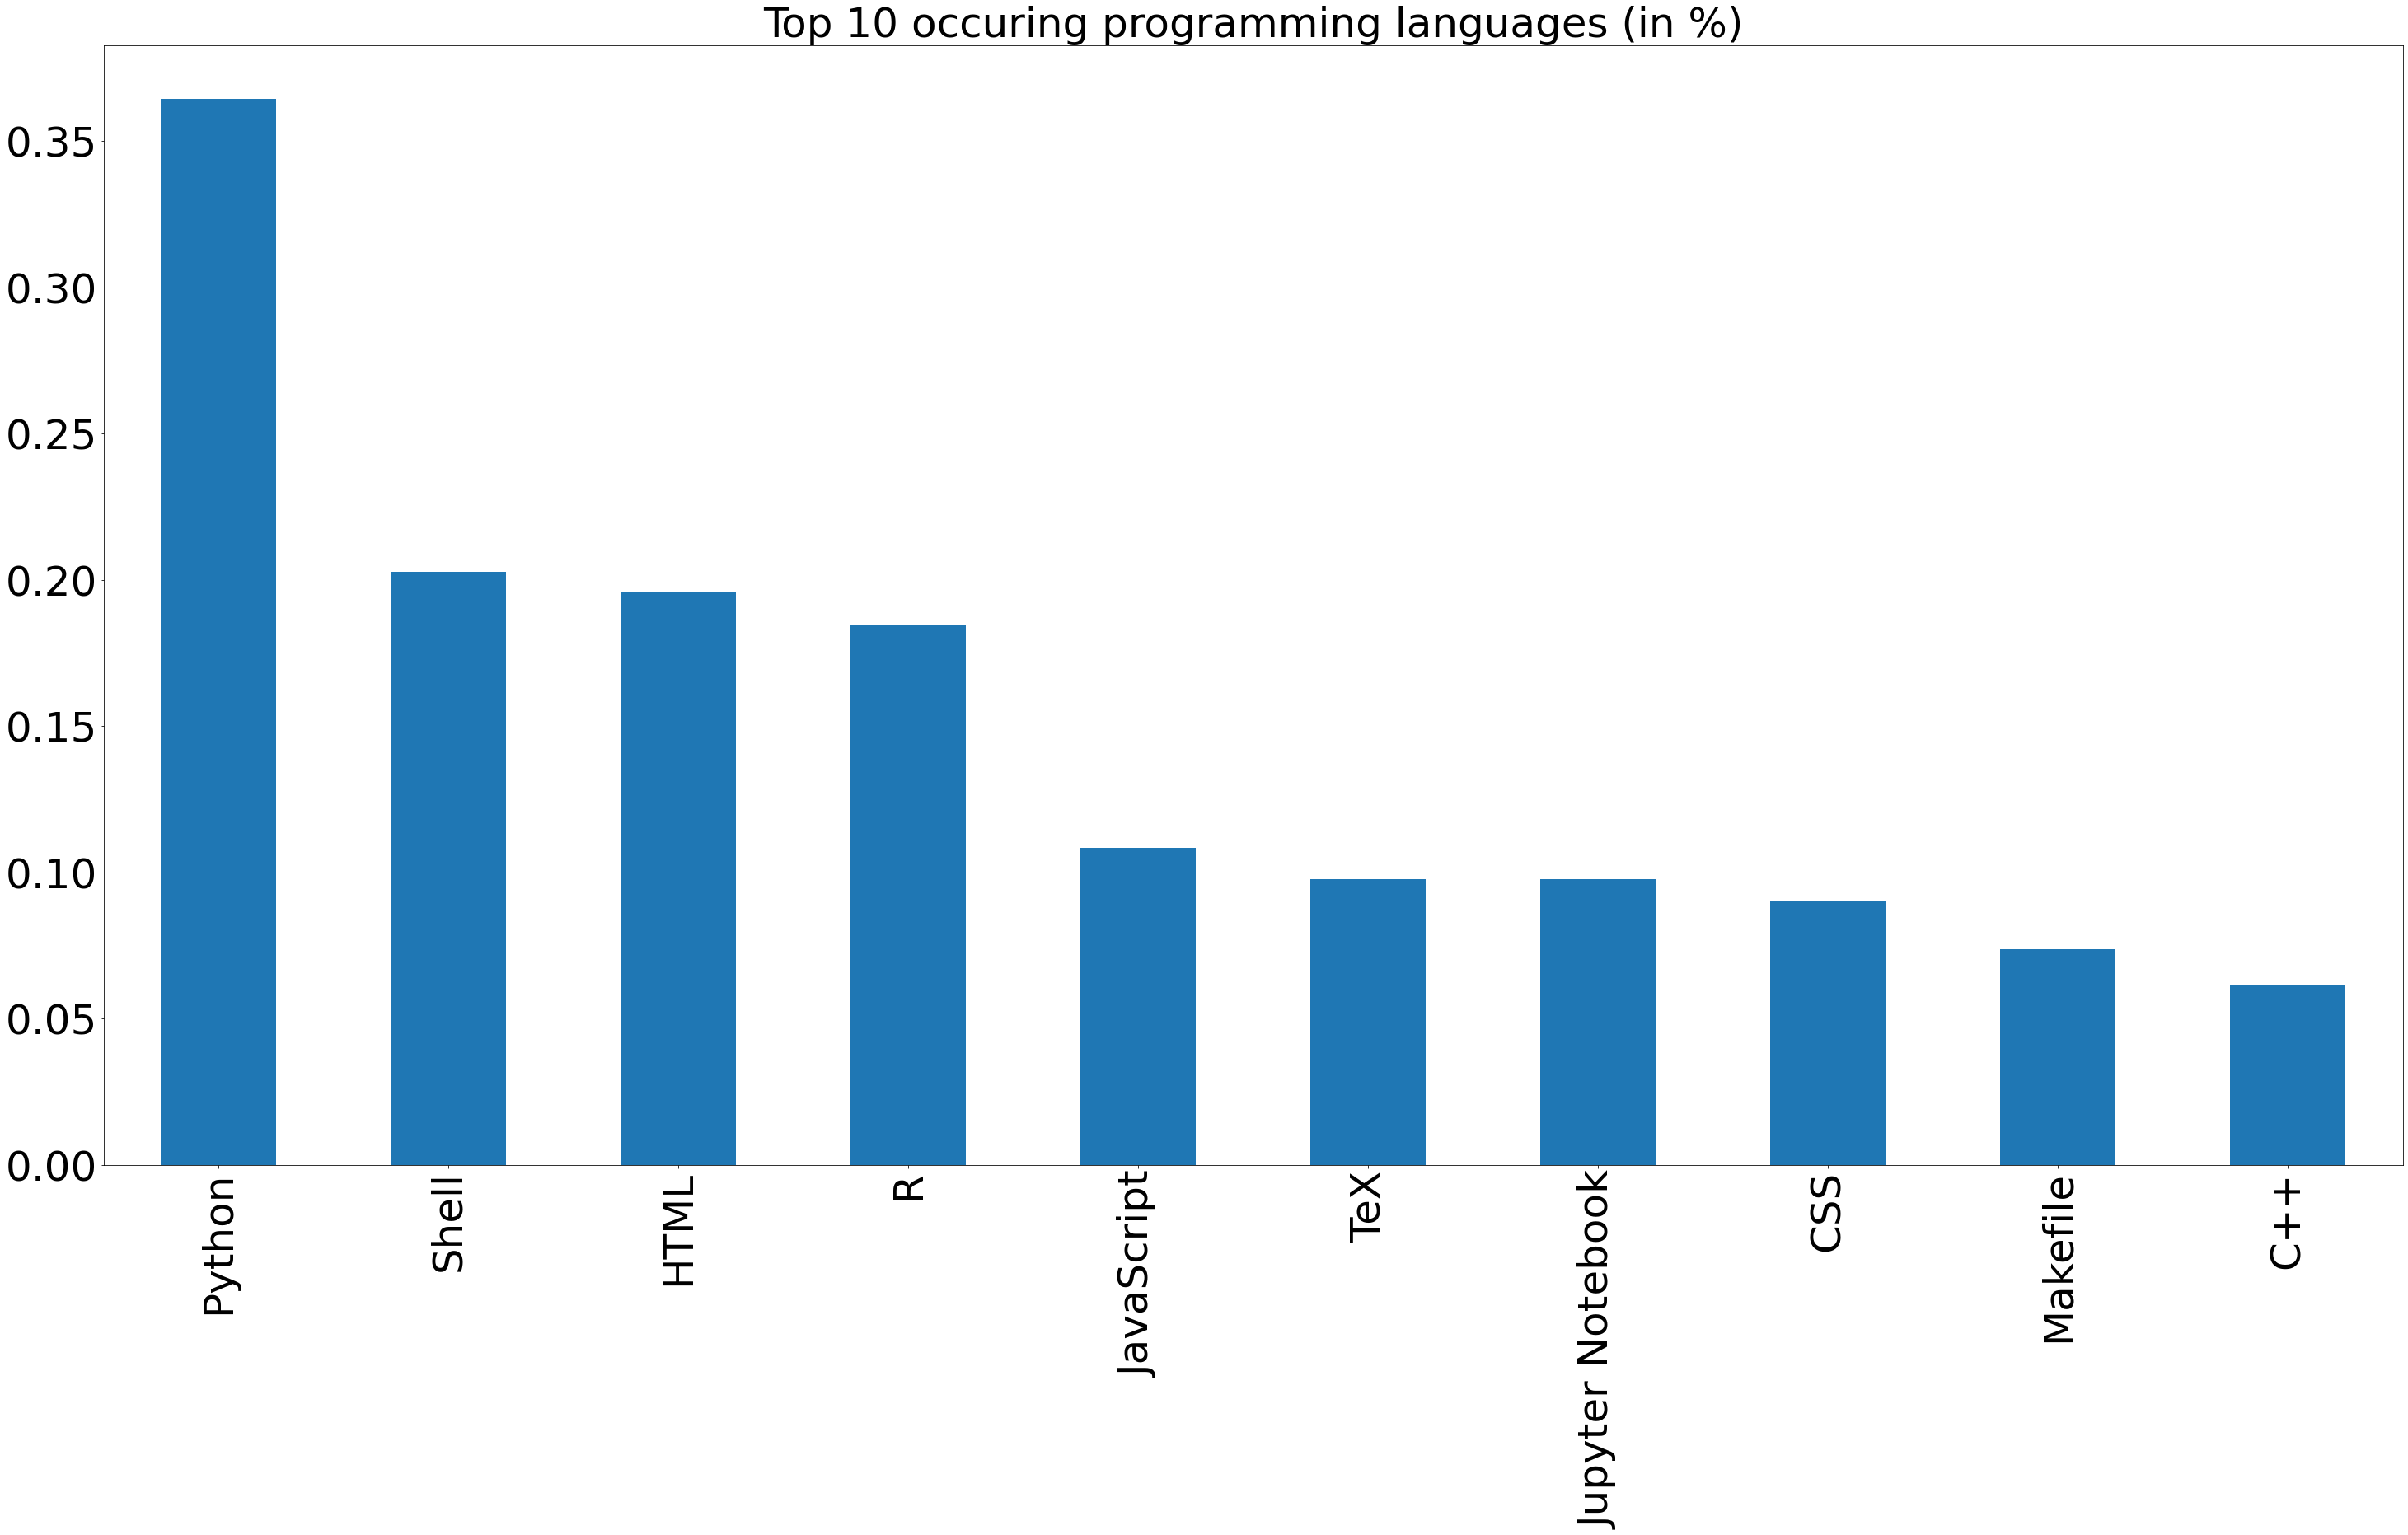 Top 10 occuring programming languages (in %)
0.35
0.30
0.25
0.20
0.15
0.10
0.05
0.00
Python
Shell
HTML
R
JavaScript
TeX
Jupyter Notebook
CSS
Makefile
C++